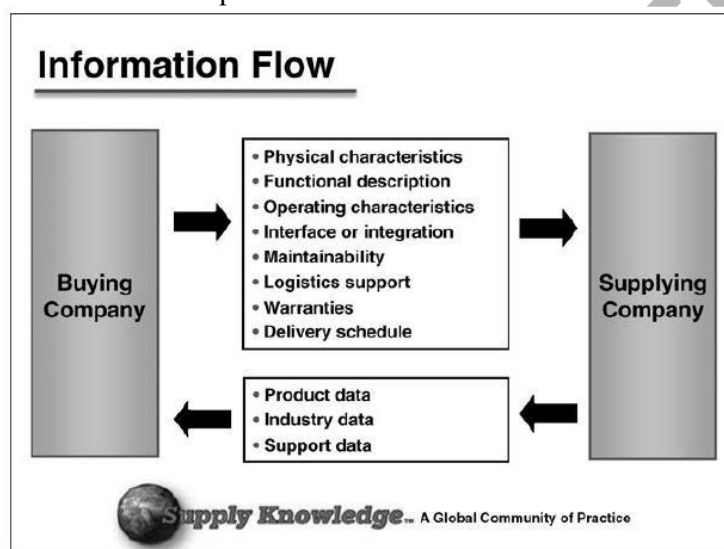 Information Flow
• Physical characteristics
• Functional description
• Operating characteristics
• Interface or integration
• Maintainability
• Logistics support
• Warranties
• Delivery schedule
Buying
Company
Supplying
Company
• Product data
• Industry data
• Support data
Supply Knowledge™ A Global Community of Practice